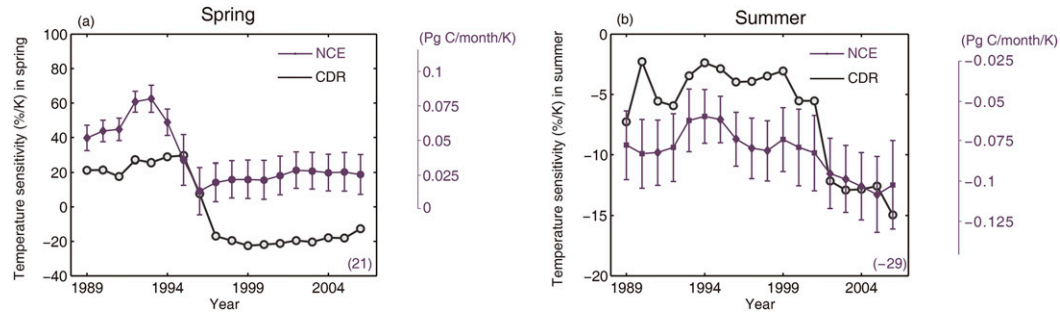 (a)
Spring
(Pg C/month/K)
NCE
CDR
Temperature sensitivity (%/K) in spring
100
80
60
40
20
0
−20
−40
0.1
0.075
0.05
0.025
0
(21)
1989
1994
1999
2004
Year
(b)
Summer
(Pg C/month/K)
NCE
CDR
Temperature sensitivity (%/K) in summer
0
−5
−10
−15
−20
−0.025
−0.05
−0.075
−0.1
−0.125
(−29)
1989
1994
1999
2004
Year